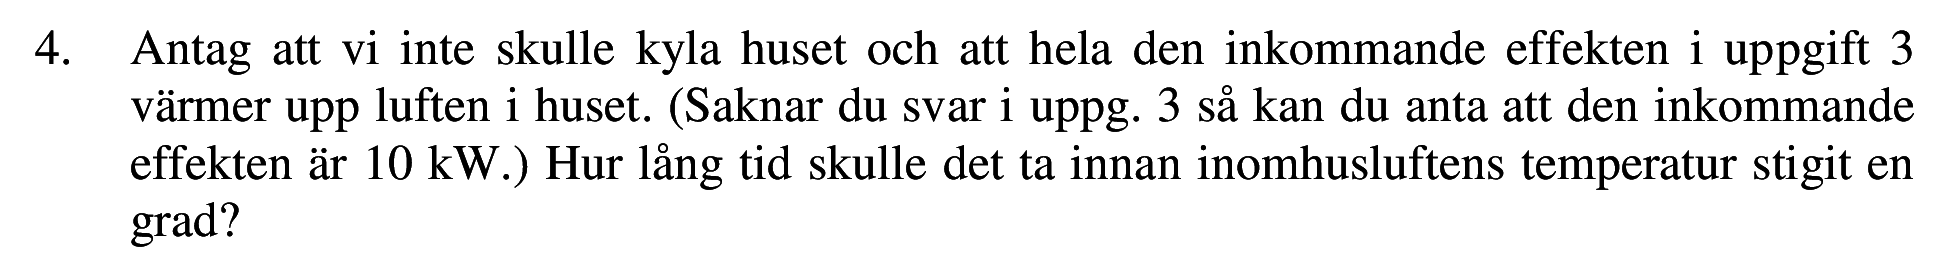 4. Antag att vi inte skulle kyla huset och att hela den inkommande effekten i uppgift 3
värmer upp luften i huset. (Saknar du svar i uppg. 3 så kan du anta att den inkommande
effekten är 10 kW.) Hur lång tid skulle det ta innan inomhusluftens temperatur stigit en
grad?